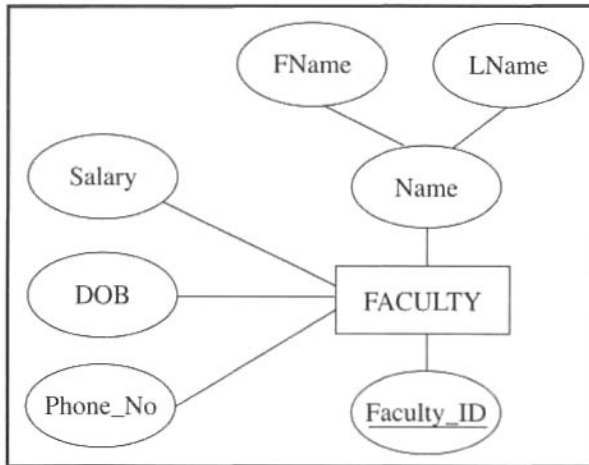 FName
LName
Salary
Name
DOB
FACULTY
Phone_No
Faculty_ID